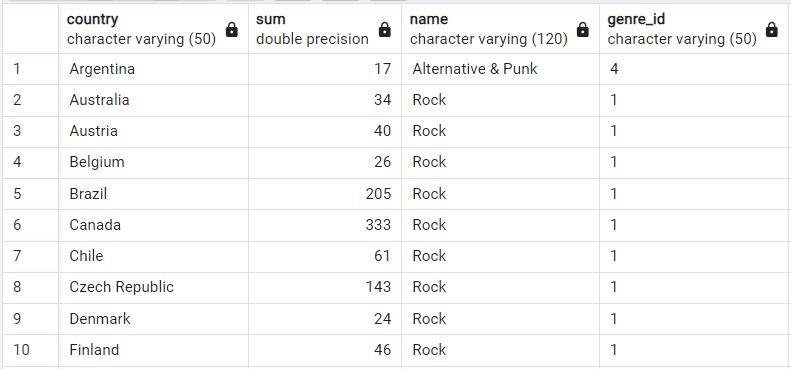 country sum name genre_id
character varying (50) double precision character varying (120) character varying (50)
1 Argentina 17 Alternative & Punk 4
2 Australia 34 Rock 1
3 Austria 40 Rock 1
4 Belgium 26 Rock 1
5 Brazil 205 Rock 1
6 Canada 333 Rock 1
7 Chile 61 Rock 1
8 Czech Republic 143 Rock 1
9 Denmark 24 Rock 1
10 Finland 46 Rock 1